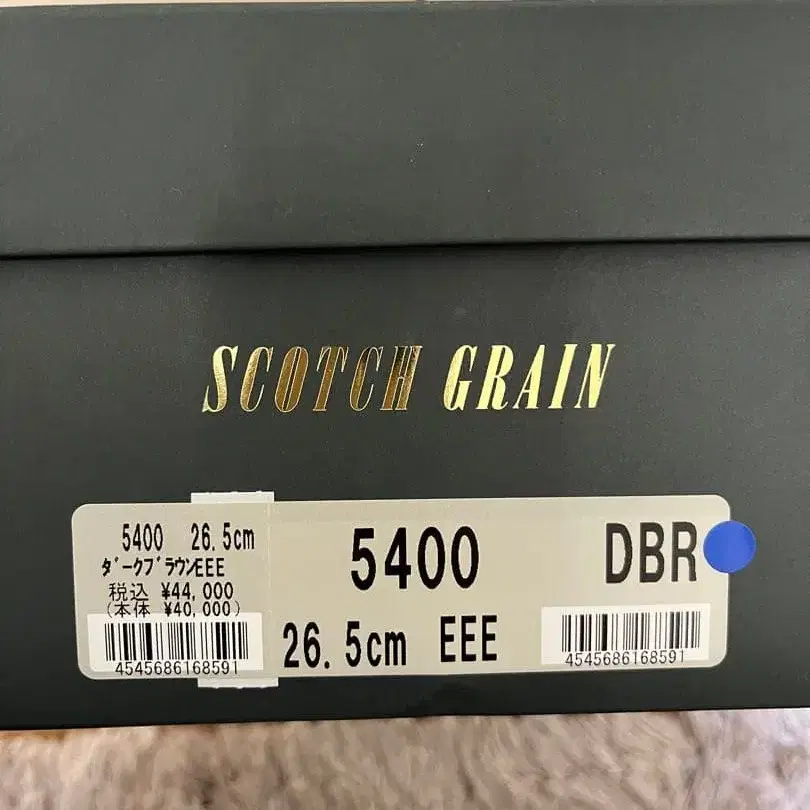 SCOTCH GRAIN
5400 26.5cm
ﾀﾞｰｸﾌﾞﾗｳﾝEEE
税込 ¥44,000
(本体 ¥40,000)
4545686168591
5400 DBR
26.5cm EEE
4545686168591